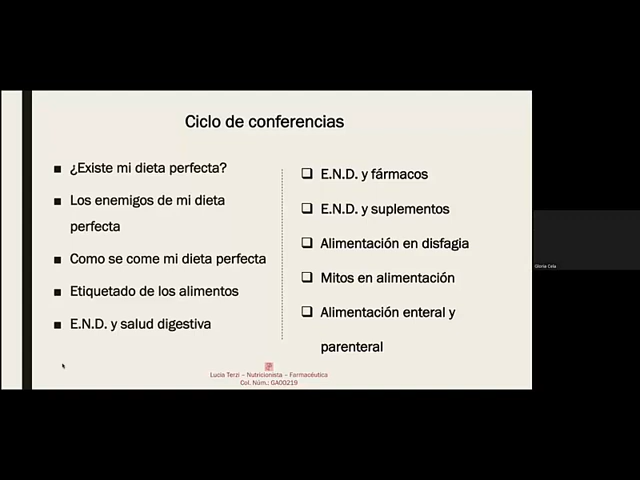 Ciclo de conferencias
¿Existe mi dieta perfecta?
Los enemigos de mi dieta
perfecta
Como se come mi dieta perfecta
Etiquetado de los alimentos
E.N.D. y salud digestiva
E.N.D. y fármacos
E.N.D. y suplementos
Alimentación en disfagia
Mitos en alimentación
Alimentación enteral y
parenteral
Lucia Terzi – Nutricionista – Farmacéutica
Col. Núm.: GA00219
Gloria Cela